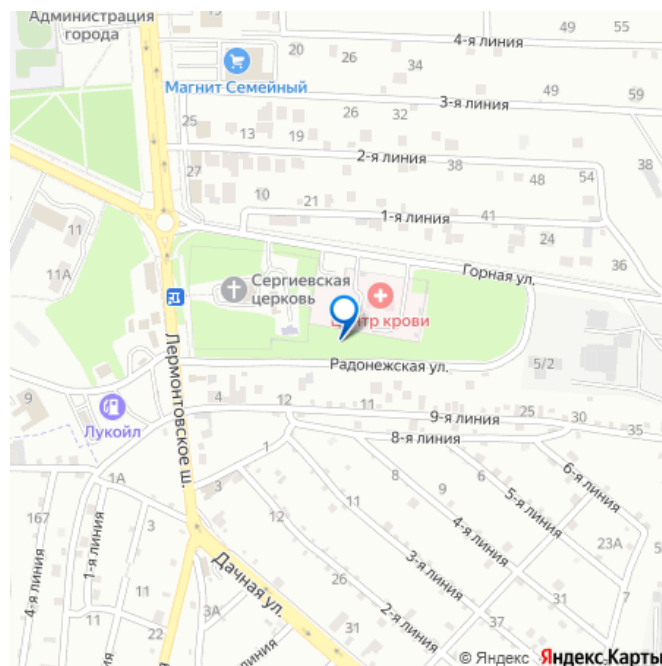 Администрация
города
49
55
4-я линия
20
26
34
Магнит Семейный
49
59
3-я линия
25
13
19
26
32
2-я линия
38
38
27
48
54
10
21
1-я линия
41
24
11
11А
Горная ул.
36
Сергиевская
церковь
Центр крови
Лермонтовское ш.
Радонежская ул.
5/2
9
4
12
11
25
30
35
9-я линия
Лукойл
8-я линия
1
1А
8
9
6
6-я линия
167
3
3
12
11
5-я линия
4-я линия
23А
1-я линия
4-я линия
11
Дачная ул.
26
3-я линия
7
3А
22
31
2-я линия
37
31
линия
© Яндекс Яндекс Карты